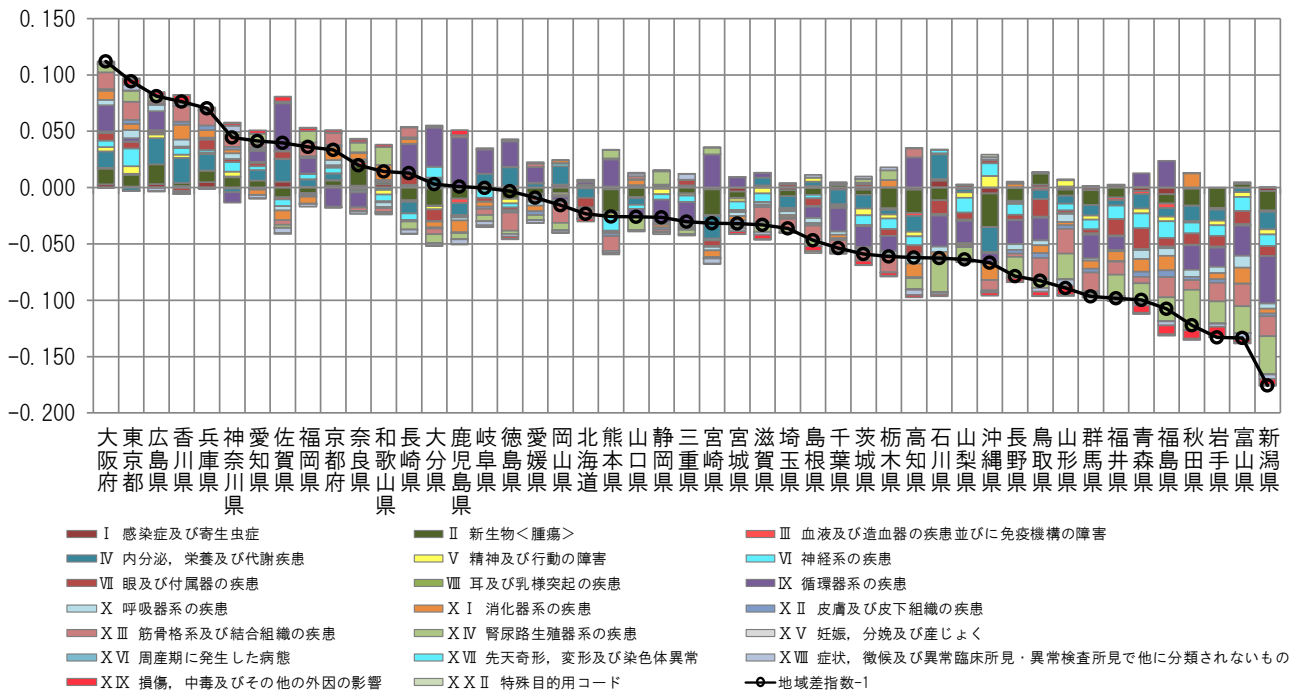 0.150
0.100
0.050
0.000
-0.050
-0.100
-0.150
-0.200
大阪府 東京都 広島県 香川県 兵庫県 神奈川県 愛知県 佐賀県 福岡県 京都府 奈良県 和歌山県 長崎県 大分県 鹿児島県 岐阜県 徳島県 愛媛県 岡山県 北海道 熊本県 山口県 静岡県 三重県 宮崎県 宮城県 滋賀県 埼玉県 島根県 千葉県 茨城県 栃木県 高知県 石川県 山梨県 沖縄県 長野県 鳥取県 山形県 群馬県 福井県 青森県 福島県 秋田県 岩手県 富山県 新潟県
Ⅰ 感染症及び寄生虫症 Ⅱ 新生物＜腫瘍＞ Ⅲ 血液及び造血器の疾患並びに免疫機構の障害
Ⅳ 内分泌，栄養及び代謝疾患 Ⅴ 精神及び行動の障害 Ⅵ 神経系の疾患
Ⅶ 眼及び付属器の疾患 Ⅷ 耳及び乳様突起の疾患 Ⅸ 循環器系の疾患
Ⅹ 呼吸器系の疾患 ⅩⅠ 消化器系の疾患 ⅩⅡ 皮膚及び皮下組織の疾患
ⅩⅢ 筋骨格系及び結合組織の疾患 ⅩⅣ 腎尿路生殖器系の疾患 ⅩⅤ 妊娠，分娩及び産じょく
ⅩⅥ 周産期に発生した病態 ⅩⅦ 先天奇形，変形及び染色体異常 ⅩⅧ 症状，徴候及び異常臨床所見・異常検査所見で他に分類されないもの
ⅩⅨ 損傷，中毒及びその他の外因の影響 ⅩⅩⅡ 特殊目的用コード 地域差指数-1